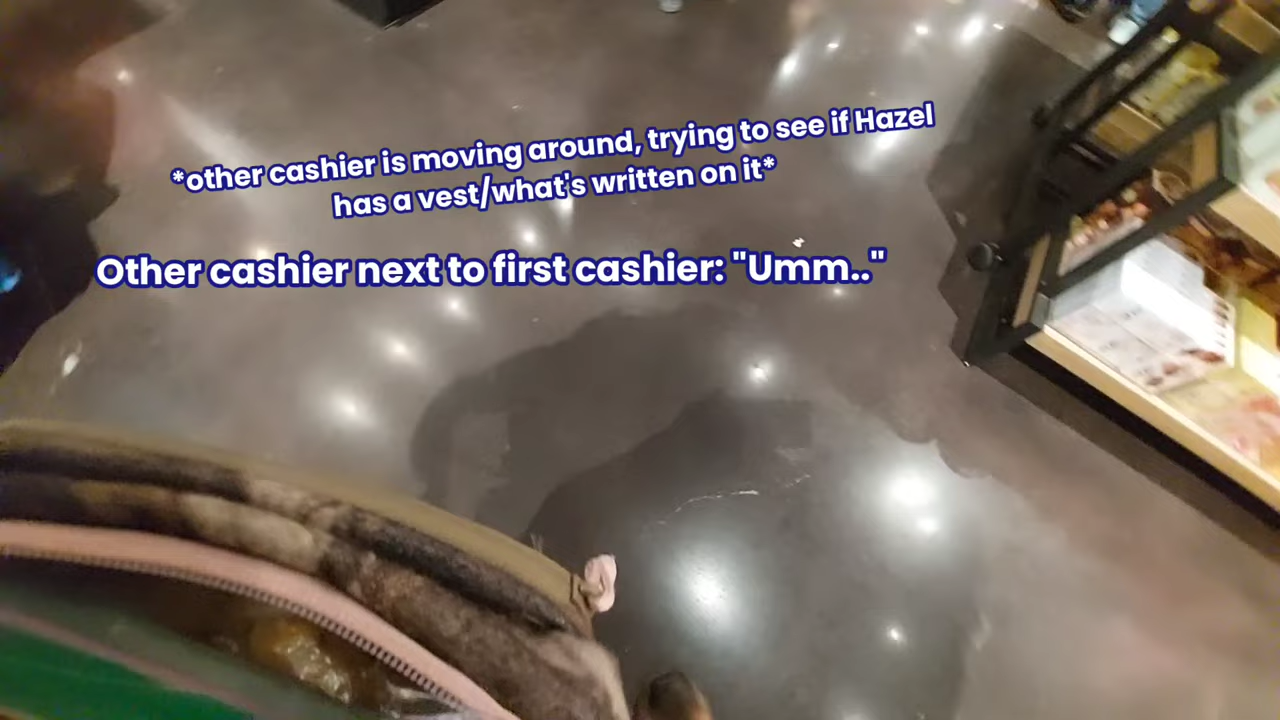 *other cashier is moving around, trying to see if Hazel
has a vest/what's written on it*
Other cashier next to first cashier: "Umm.."